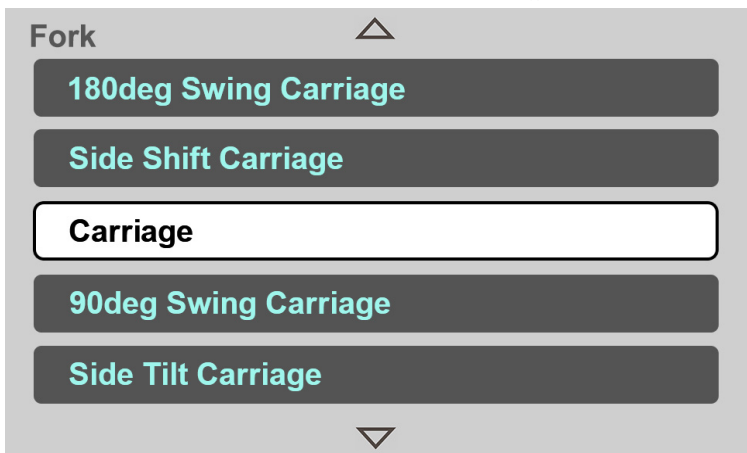 Fork
180deg Swing Carriage
Side Shift Carriage
Carriage
90deg Swing Carriage
Side Tilt Carriage